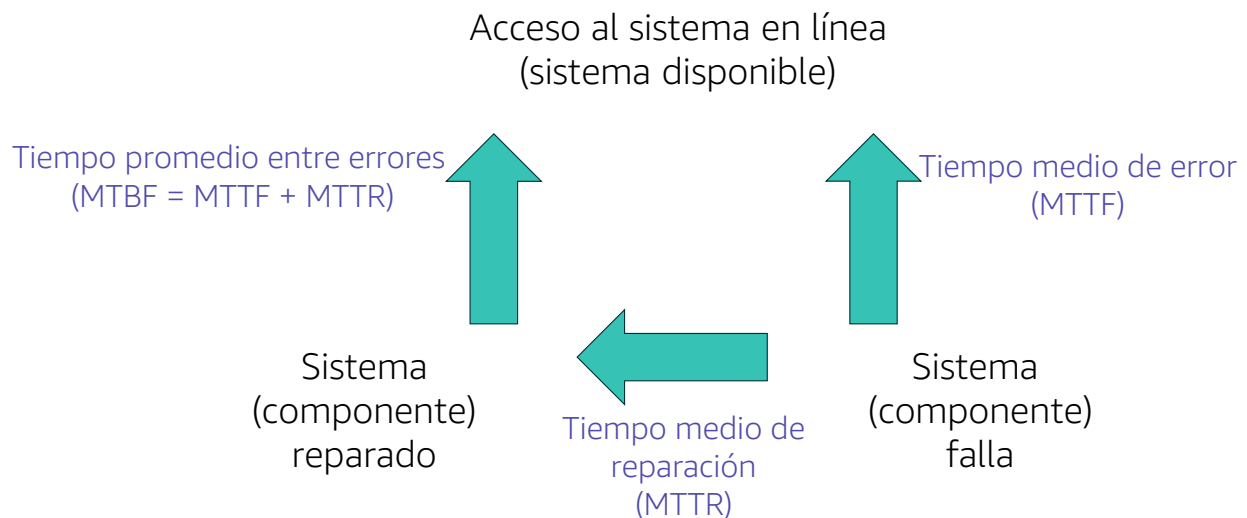 Acceso al sistema en línea
(sistema disponible)
Tiempo promedio entre errores
(MTBF = MTTF + MTTR)
Tiempo medio de error
(MTTF)
Sistema
(componente)
reparado
Tiempo medio de
reparación
(MTTR)
Sistema
(componente)
falla